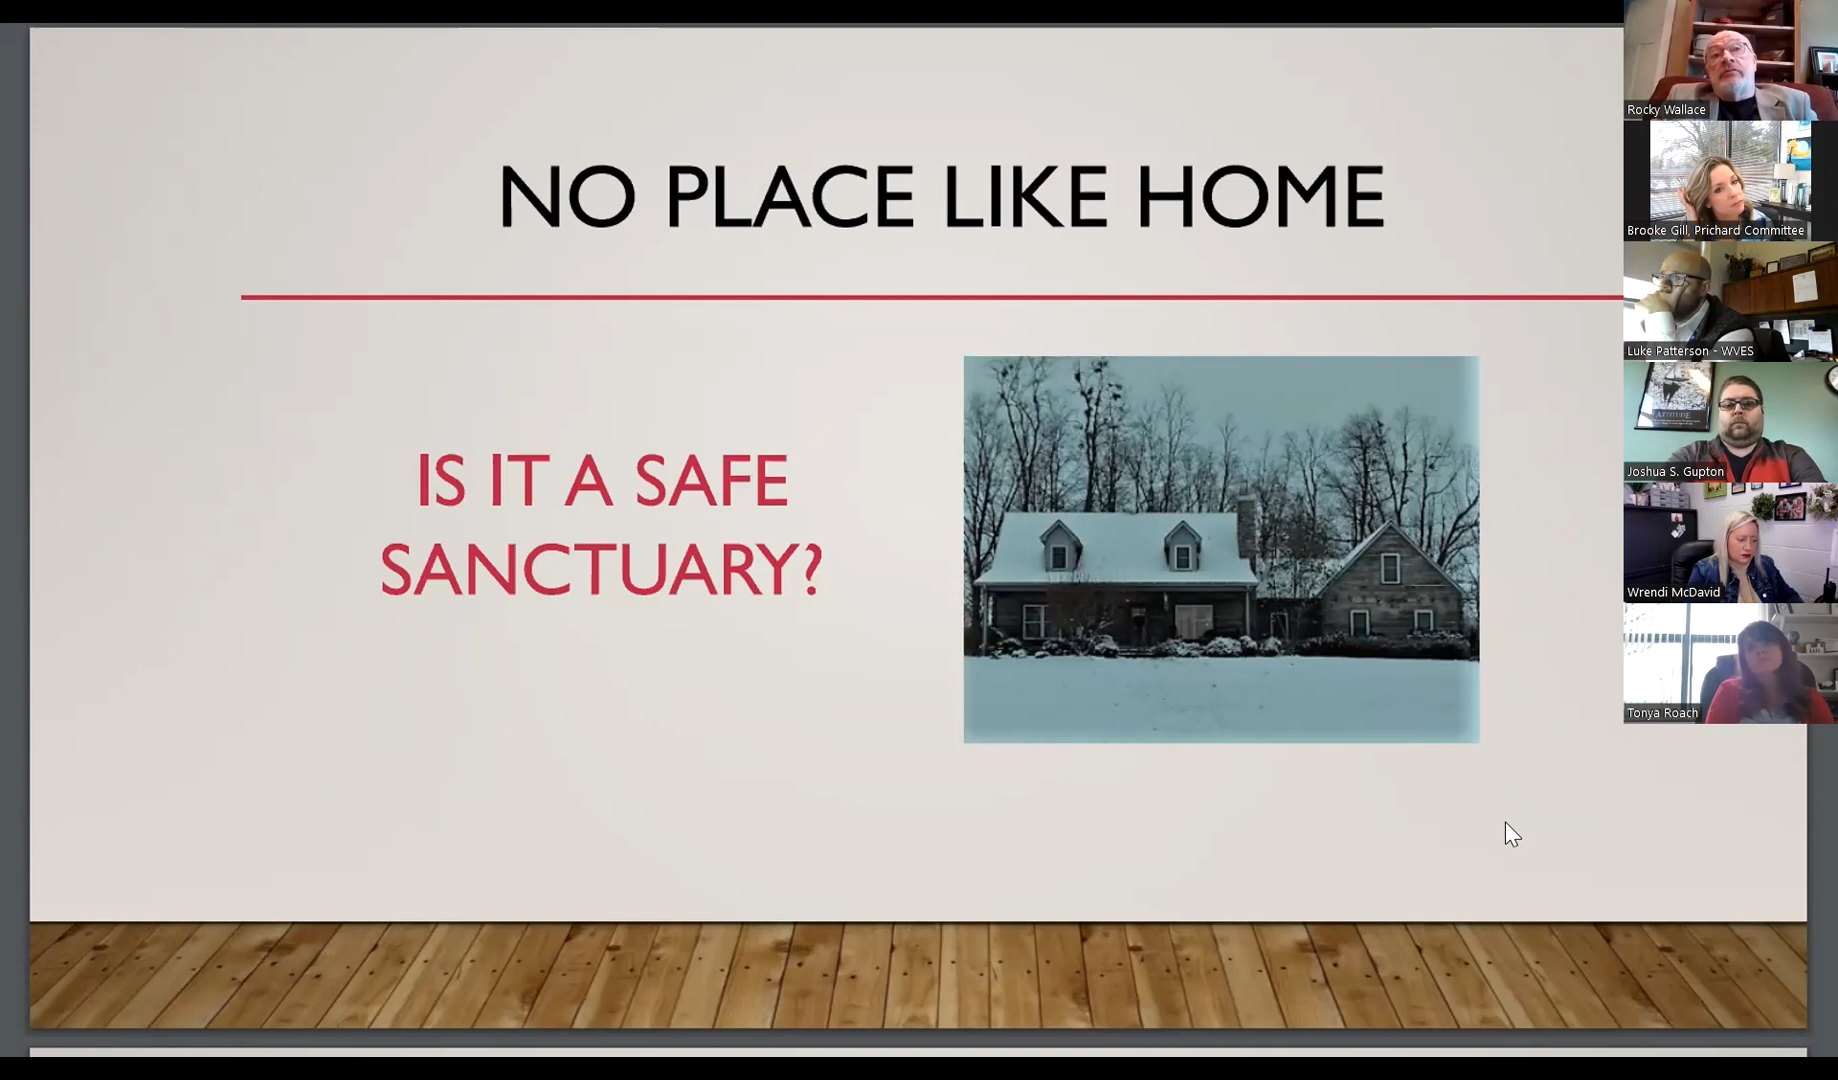 NO PLACE LIKE HOME
IS IT A SAFE
SANCTUARY?
Rocky Wallace
Brooke Gill, Prichard Committee
Luke Patterson - WVES
ATTITUDE
Joshua S. Gupton
Wrendi McDavid
Tonya Roach